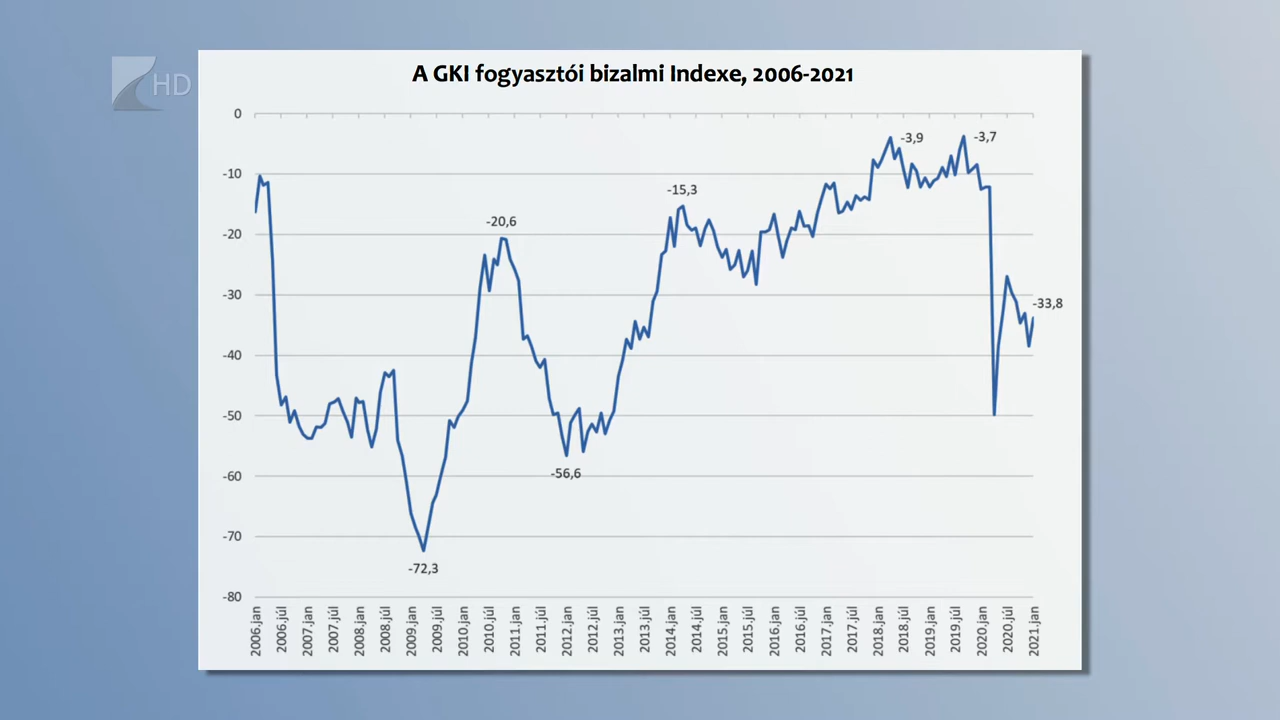 HD
A GKI fogyasztói bizalmi Indexe, 2006-2021
0
-10
-20
-30
-40
-50
-60
-70
-80
-72,3
-20,6
-56,6
-15,3
-3,9
-3,7
-33,8
2006.jan
2006.júl
2007.jan
2007.júl
2008.jan
2008.júl
2009.jan
2009.júl
2010.jan
2010.júl
2011.jan
2011.júl
2012.jan
2012.júl
2013.jan
2013.júl
2014.jan
2014.júl
2015.jan
2015.júl
2016.jan
2016.júl
2017.jan
2017.júl
2018.jan
2018.júl
2019.jan
2019.júl
2020.jan
2020.júl
2021.jan